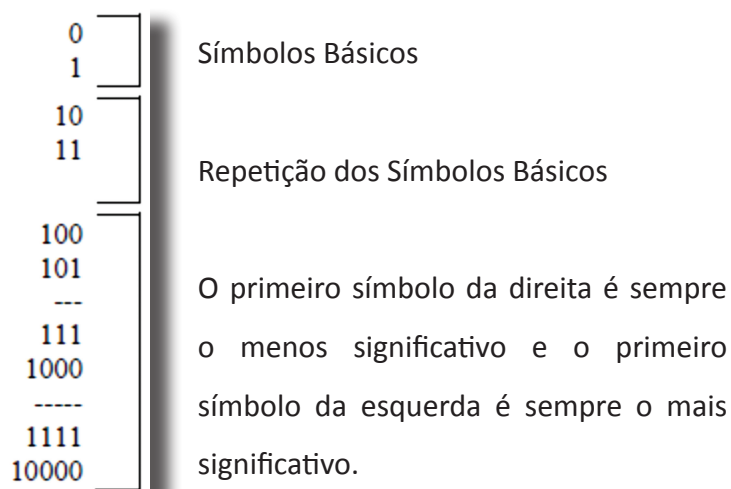 0
1
Símbolos Básicos
10
11
Repetição dos Símbolos Básicos
100
101
---
111
1000
-----
1111
10000
O primeiro símbolo da direita é sempre
o menos significativo e o primeiro
símbolo da esquerda é sempre o mais
significativo.